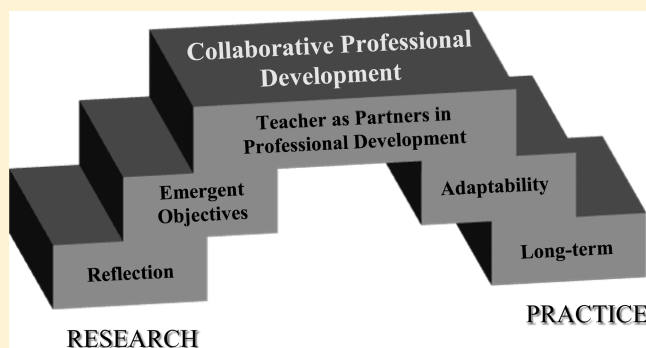 Collaborative Professional
Development
Teacher as Partners in
Professional Development
Emergent
Objectives
Adaptability
Reflection
Long-term
RESEARCH
PRACTICE